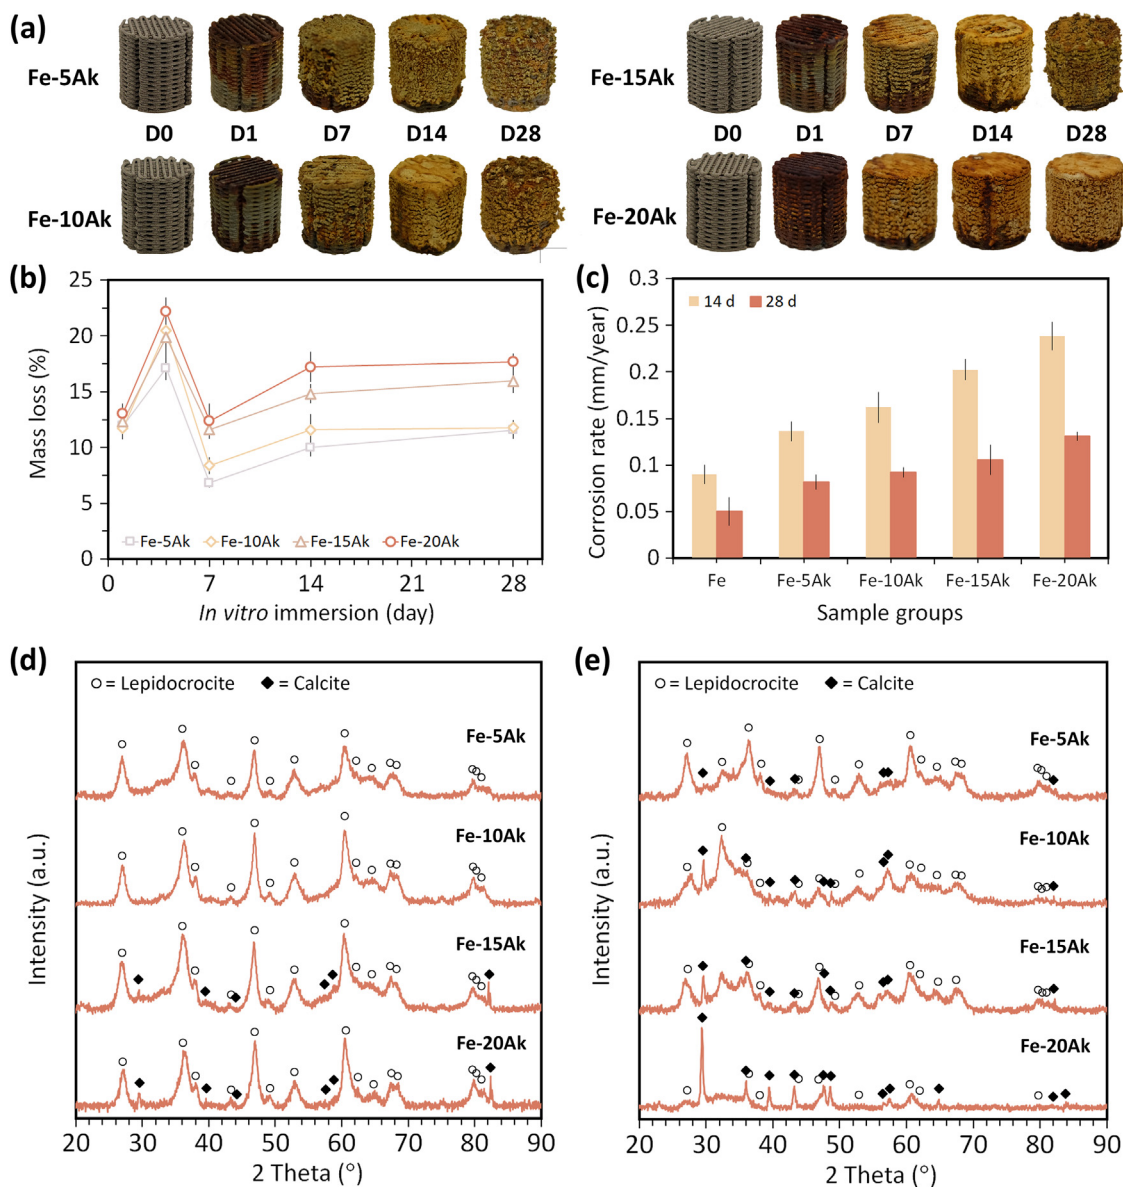 (a)
Fe-5Ak
Fe-15Ak
D0 D1 D7 D14 D28
D0 D1 D7 D14 D28
Fe-10Ak
Fe-20Ak
(b)
25
20
15
10
5
0
Mass loss (%)
Fe-5Ak Fe-10Ak Fe-15Ak Fe-20Ak
0 7 14 21 28
In vitro immersion (day)
(c)
0.3
0.25
0.2
0.15
0.1
0.05
0
Corrosion rate (mm/year)
14 d 28 d
Fe Fe-5Ak Fe-10Ak Fe-15Ak Fe-20Ak
Sample groups
(d)
= Lepidocrocite = Calcite
Fe-5Ak
Fe-10Ak
Fe-15Ak
Fe-20Ak
Intensity (a.u.)
20 30 40 50 60 70 80 90
2 Theta (°)
(e)
= Lepidocrocite = Calcite
Fe-5Ak
Fe-10Ak
Fe-15Ak
Fe-20Ak
Intensity (a.u.)
20 30 40 50 60 70 80 90
2 Theta (°)